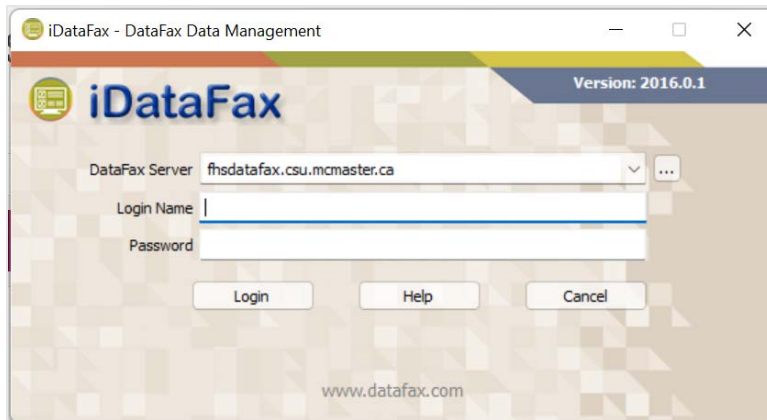 iDataFax - DataFax Data Management
Version: 2016.0.1
iDataFax
DataFax Server fhsdatafax.csu.mcmaster.ca ...
Login Name
Password
Login Help Cancel
www.datafax.com